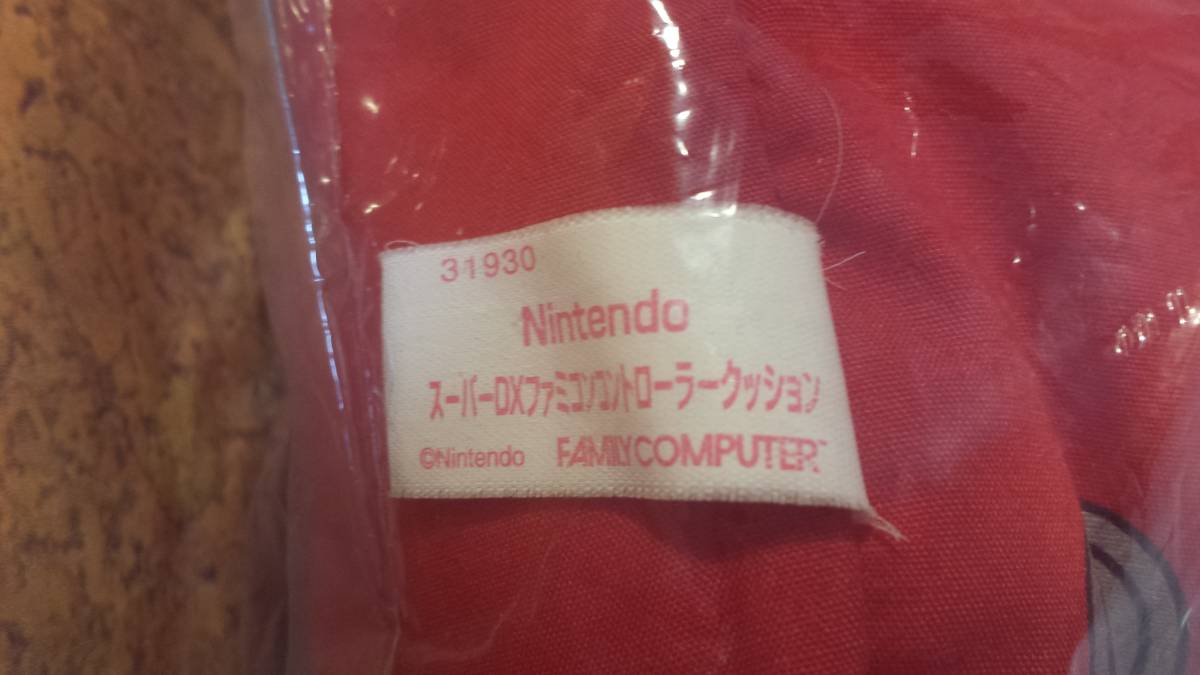 31930
Nintendo
スーパーDXファミコンコントローラークッション
©Nintendo FAMILY COMPUTER™